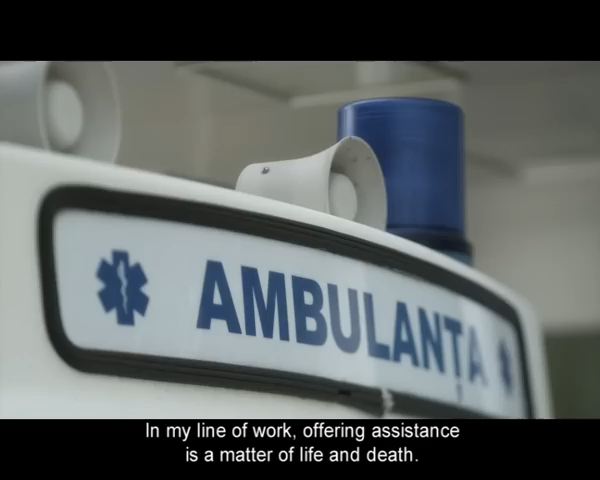 AMBULANȚA
In my line of work, offering assistance
is a matter of life and death.